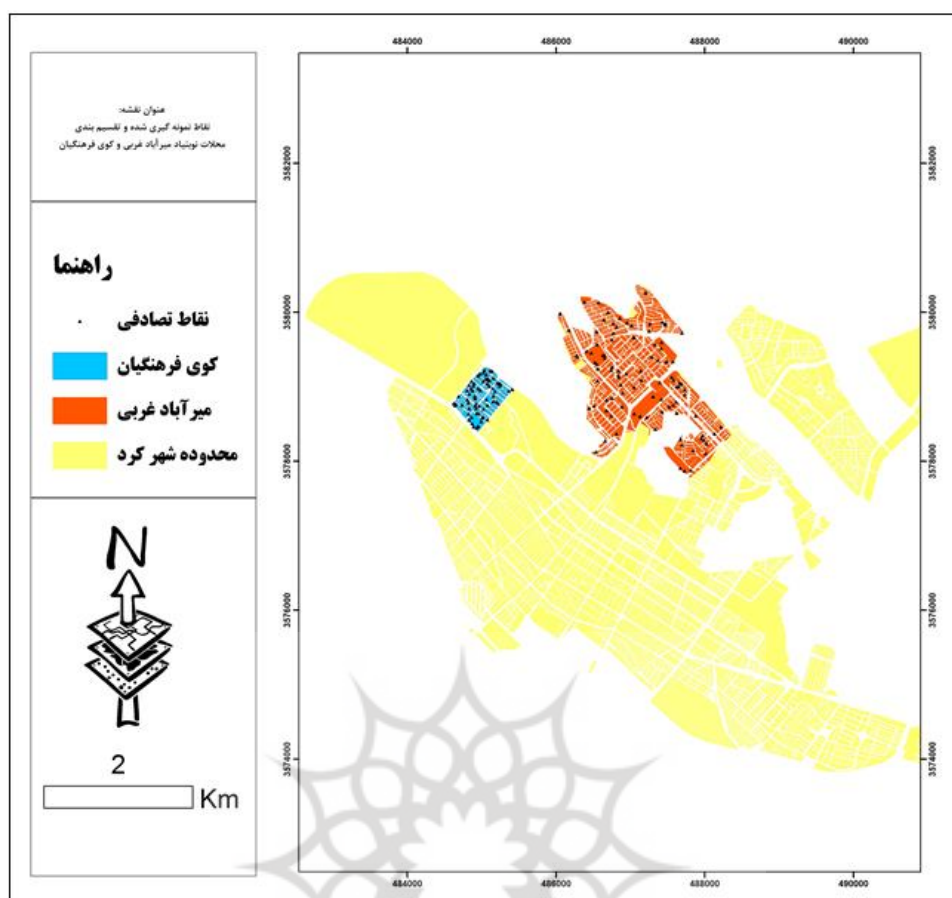 عنوان نقشه:
نقاط نمونه گیری شده و تقسیم بندی
محلات نوبنیاد میرآباد غربی و کوی فرهنگیان
راهنما
نقاط تصادفی
کوی فرهنگیان
میرآباد غربی
محدوده شهر کرد
N
2
Km
484000
486000
488000
490000
3582000
3580000
3578000
3576000
3574000
3582000
3580000
3578000
3576000
3574000
484000
486000
488000
490000